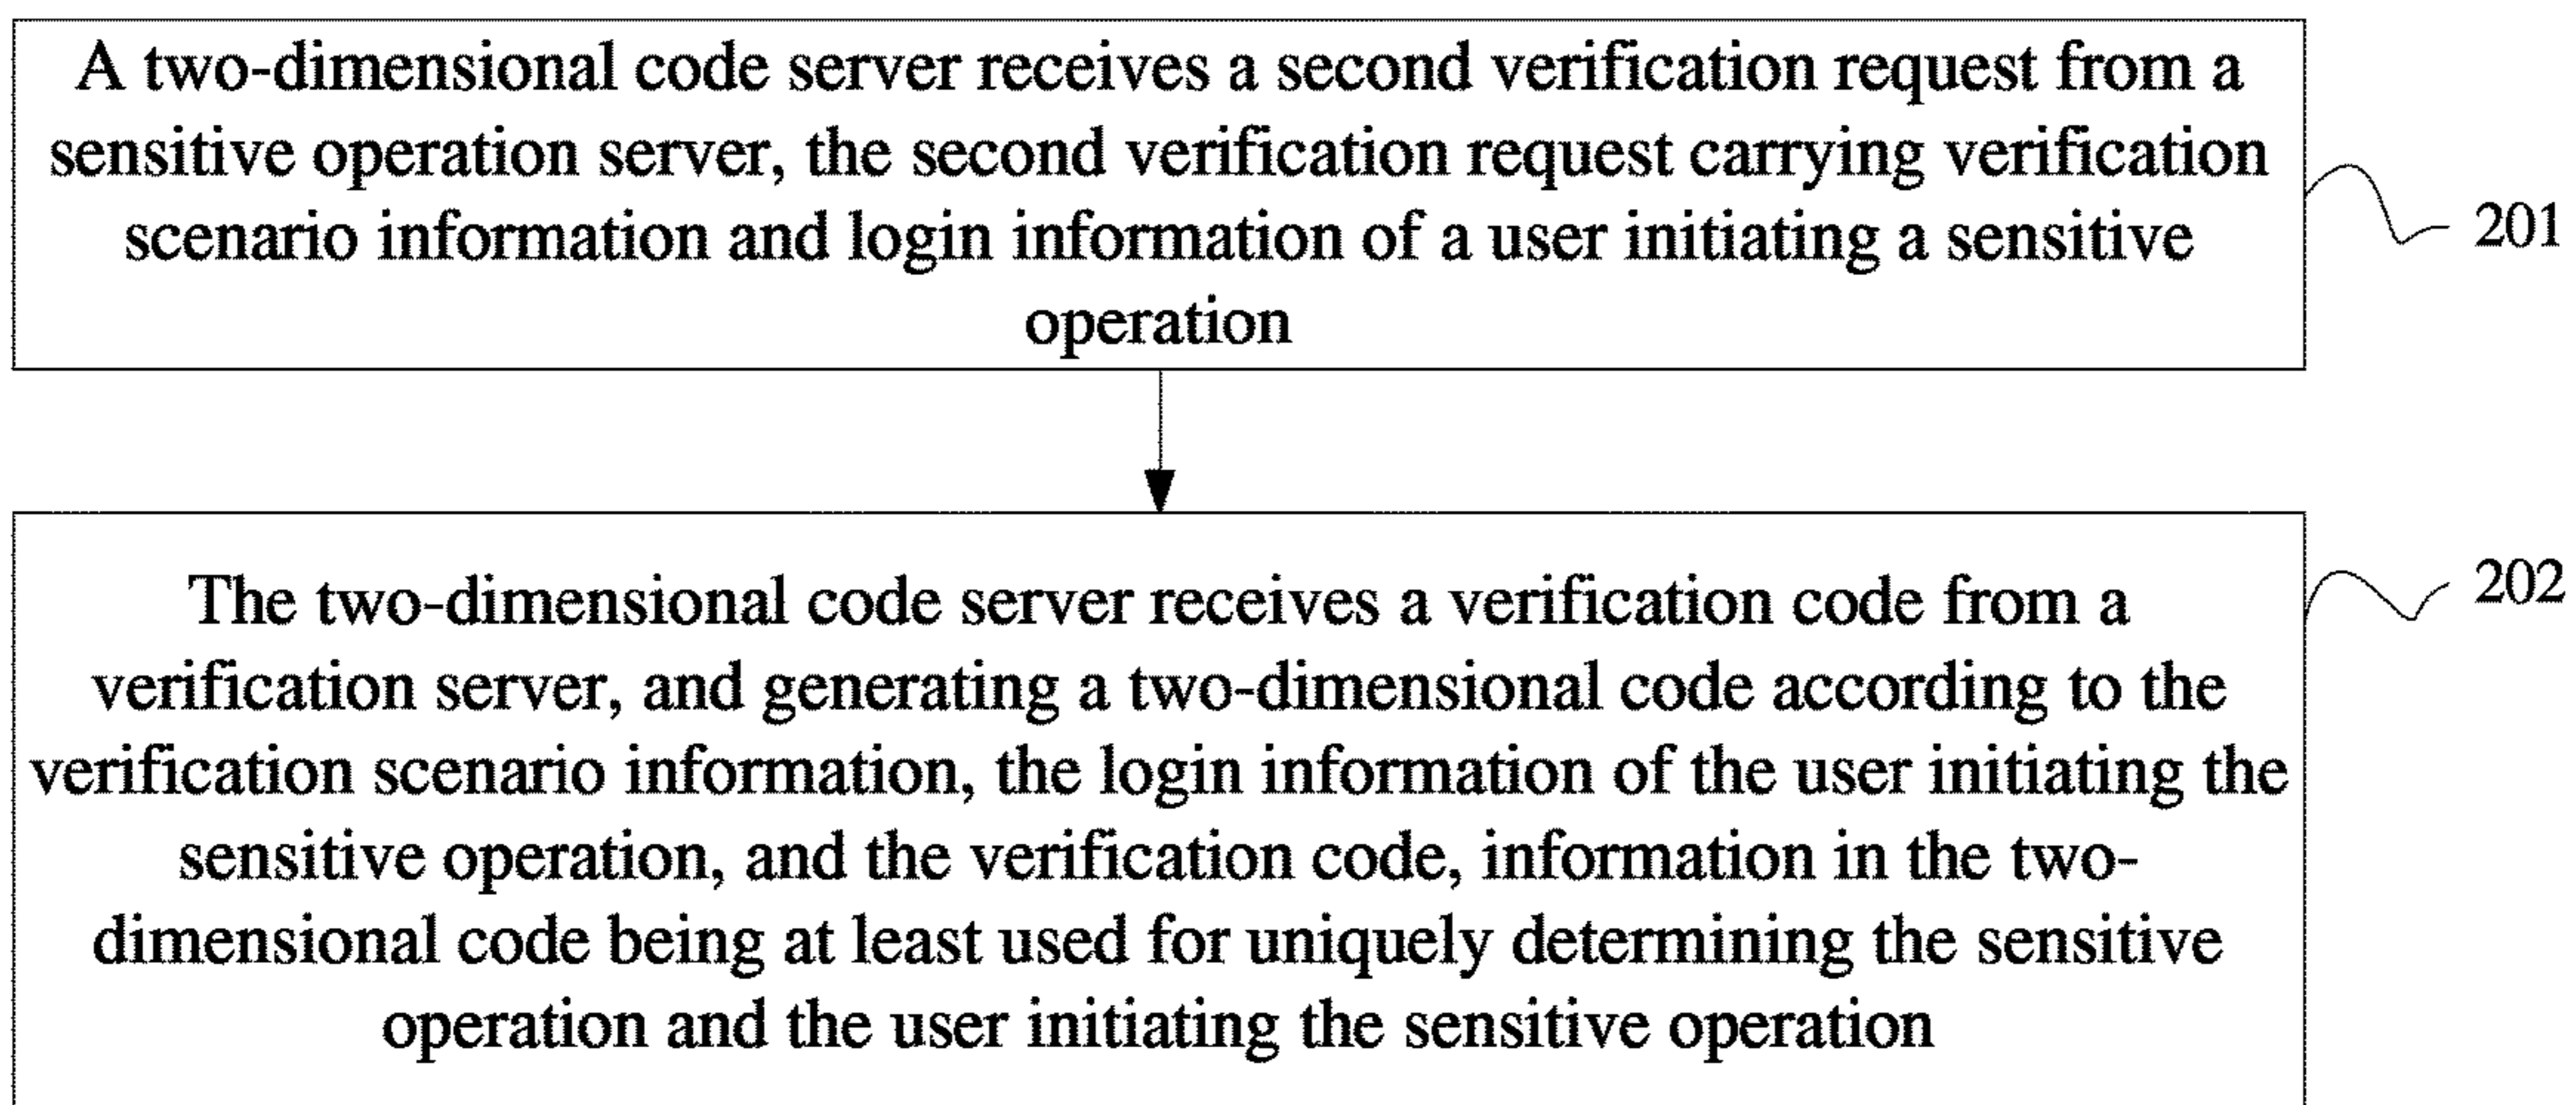 A two-dimensional code server receives a second verification request from a
sensitive operation server, the second verification request carrying verification
scenario information and login information of a user initiating a sensitive
operation
201
The two-dimensional code server receives a verification code from a
verification server, and generating a two-dimensional code according to the
verification scenario information, the login information of the user initiating the
sensitive operation, and the verification code, information in the two-
dimensional code being at least used for uniquely determining the sensitive
operation and the user initiating the sensitive operation
202